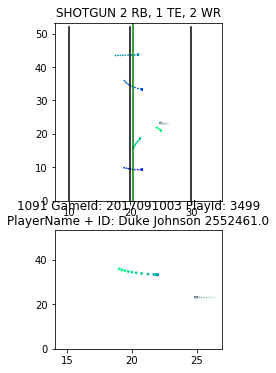 SHOTGUN 2 RB, 1 TE, 2 WR
50
40
30
20
10
0
10 20 30
1091 GameId: 2017091003 PlayId: 3499
PlayerName + ID: Duke Johnson 2552461.0
40
20
0
15 20 25